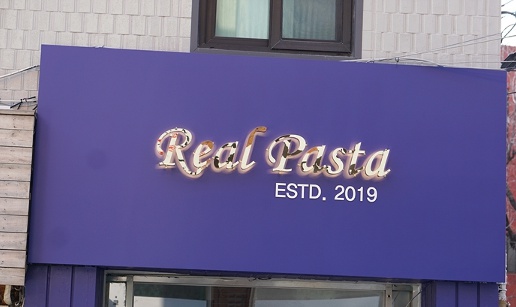 Real Pasta
ESTD. 2019